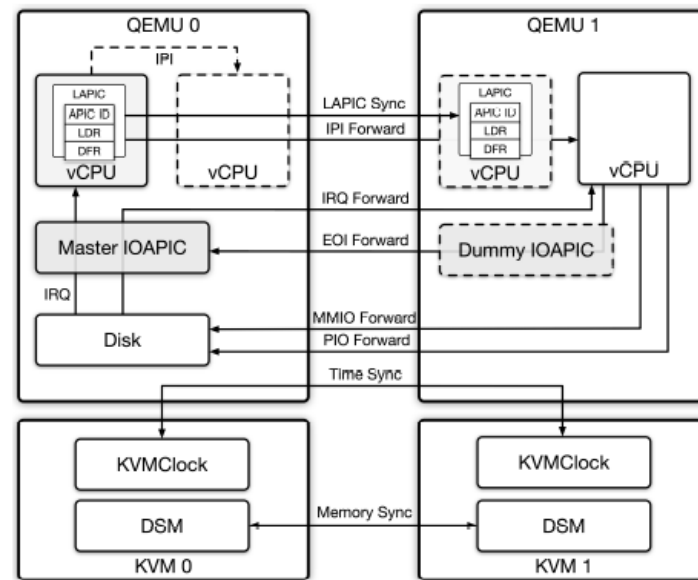 QEMU 0
QEMU 1
IPI
LAPIC
APIC ID
LDR
DFR
vCPU
vCPU
LAPIC Sync
IPI Forward
LAPIC
APIC ID
LDR
DFR
vCPU
vCPU
IRQ Forward
Master IOAPIC
EOI Forward
Dummy IOAPIC
IRQ
Disk
MMIO Forward
PIO Forward
Time Sync
KVMClock
KVMClock
DSM
Memory Sync
DSM
KVM 0
KVM 1